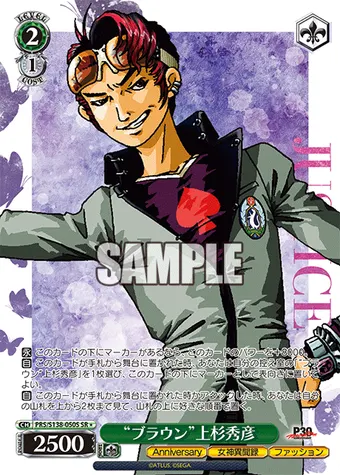 LEVEL
2
1
COST
JUSTICE
SAMPLE
永 このカードの下にマーカーがあるなら、このカードのパワーを+3000。
自 このカードが手札から舞台に置かれた時、あなたは自分の控え室の「“ブラウン”上杉秀彦」を1枚選び、このカードの下にマーカーとして表向きに置いてよい。
自 このカードが手札から舞台に置かれた時かアタックした時、あなたは自分の山札を上から2枚まで見て、山札の上に好きな順番で置く。
CH PRS/S138-050S SR
P30
2500
“ブラウン”上杉秀彦
Anniversary
女神異聞録
ファッション
©ATLUS. ©SEGA.